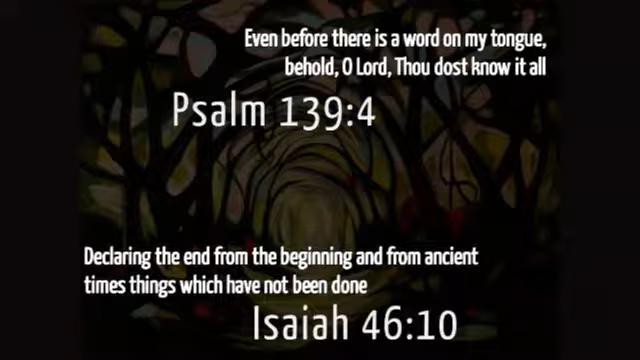 Even before there is a word on my tongue,
behold, O Lord, Thou dost know it all
Psalm 139:4
Declaring the end from the beginning and from ancient
times things which have not been done
Isaiah 46:10